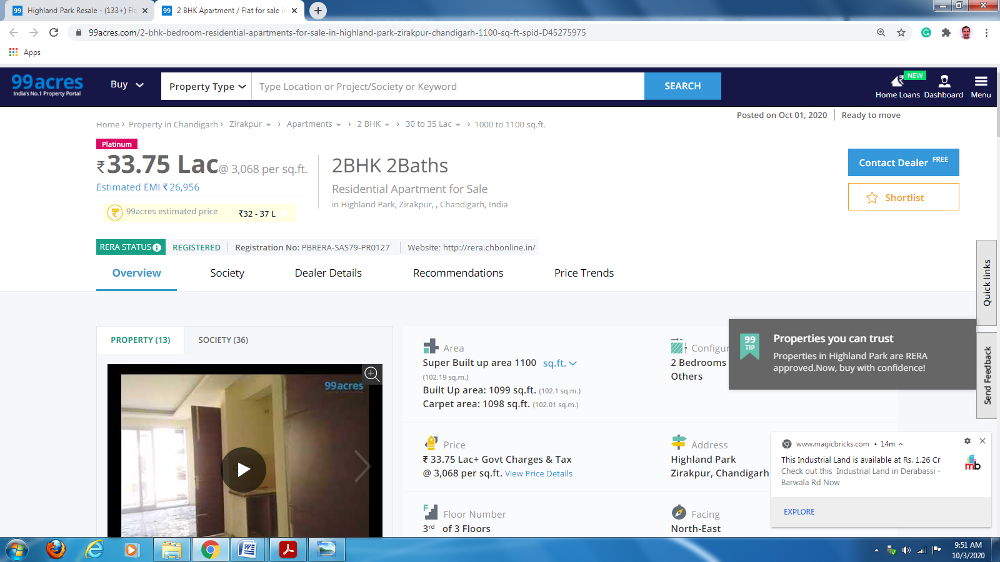 Highland Park Resale - (133+) Fla
2 BHK Apartment / Flat for sale in
99acres.com/2-bhk-bedroom-residential-apartments-for-sale-in-highland-park-zirakpur-chandigarh-1100-sq-ft-spid-D45275975
Apps
99acres
India's No.1 Property Portal
Buy
Property Type
Type Location or Project/Society or Keyword
SEARCH
NEW
Home Loans
Dashboard
Menu
Home › Property in Chandigarh › Zirakpur › Apartments › 2 BHK › 30 to 35 Lac › 1000 to 1100 sq.ft.
Posted on Oct 01, 2020 | Ready to move
Platinum
₹33.75 Lac@ 3,068 per sq.ft.
Estimated EMI ₹ 26,956
99acres estimated price ₹32 - 37 L
2BHK 2Baths
Residential Apartment for Sale
in Highland Park, Zirakpur, , Chandigarh, India
Contact Dealer FREE
Shortlist
RERA STATUS REGISTERED Registration No: PBRERA-SAS79-PR0127 Website: http://rera.chbonline.in/
Overview Society Dealer Details Recommendations Price Trends
Quick links
Send Feedback
PROPERTY (13)
SOCIETY (36)
99acres
Area
Super Built up area 1100 sq.ft.
(102.19 sq.m.)
Built Up area: 1099 sq.ft. (102.1 sq.m.)
Carpet area: 1098 sq.ft. (102.01 sq.m.)
Configur
2 Bedrooms
Others
99
TIP
Properties you can trust
Properties in Highland Park are RERA
approved.Now, buy with confidence!
Price
₹ 33.75 Lac+ Govt Charges & Tax
@ 3,068 per sq.ft. View Price Details
Address
Highland Park
Zirakpur, Chandigarh
Floor Number
3rd of 3 Floors
Facing
North-East
www.magicbricks.com • 14m
This Industrial Land is available at Rs. 1.26 Cr
Check out this Industrial Land in Derabassi -
Barwala Rd Now
mb
EXPLORE
9:51 AM
10/3/2020